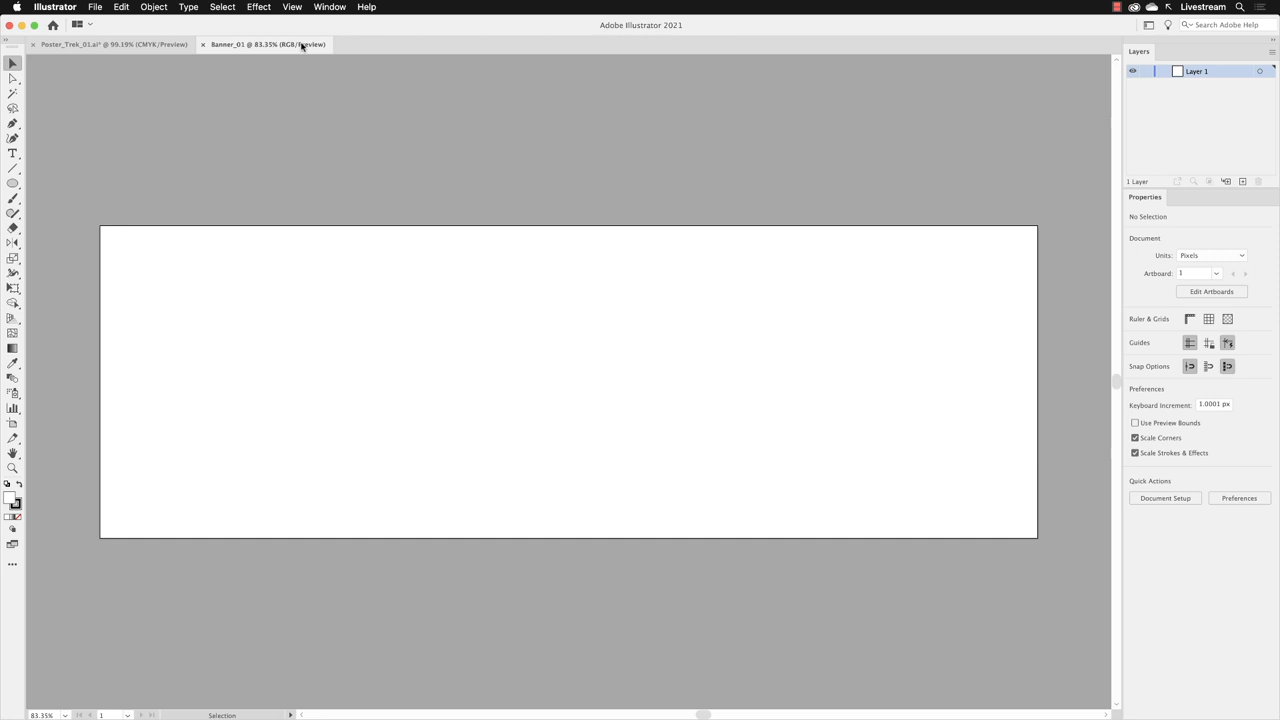 Illustrator File Edit Object Type Select Effect View Window Help Livestream
Adobe Illustrator 2021 Search Adobe Help
Poster_Trek_01.ai* @ 99.19% (CMYK/Preview) Banner_01 @ 83.35% (RGB/Preview)
Layers
Layer 1
1 Layer
Properties
No Selection
Document
Units: Pixels
Artboard: 1
Edit Artboards
Ruler & Grids
Guides
Snap Options
Preferences
Keyboard Increment: 1.0001 px
Use Preview Bounds
Scale Corners
Scale Strokes & Effects
Quick Actions
Document Setup Preferences
83.35% 1 Selection